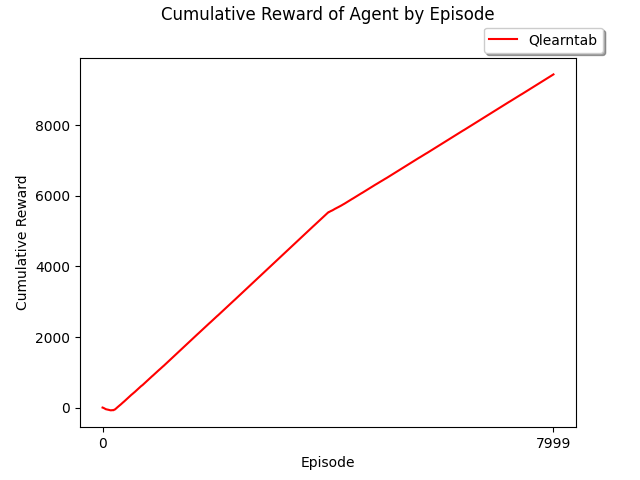 Cumulative Reward of Agent by Episode
Qlearntab
8000
6000
4000
2000
0
Cumulative Reward
0
7999
Episode